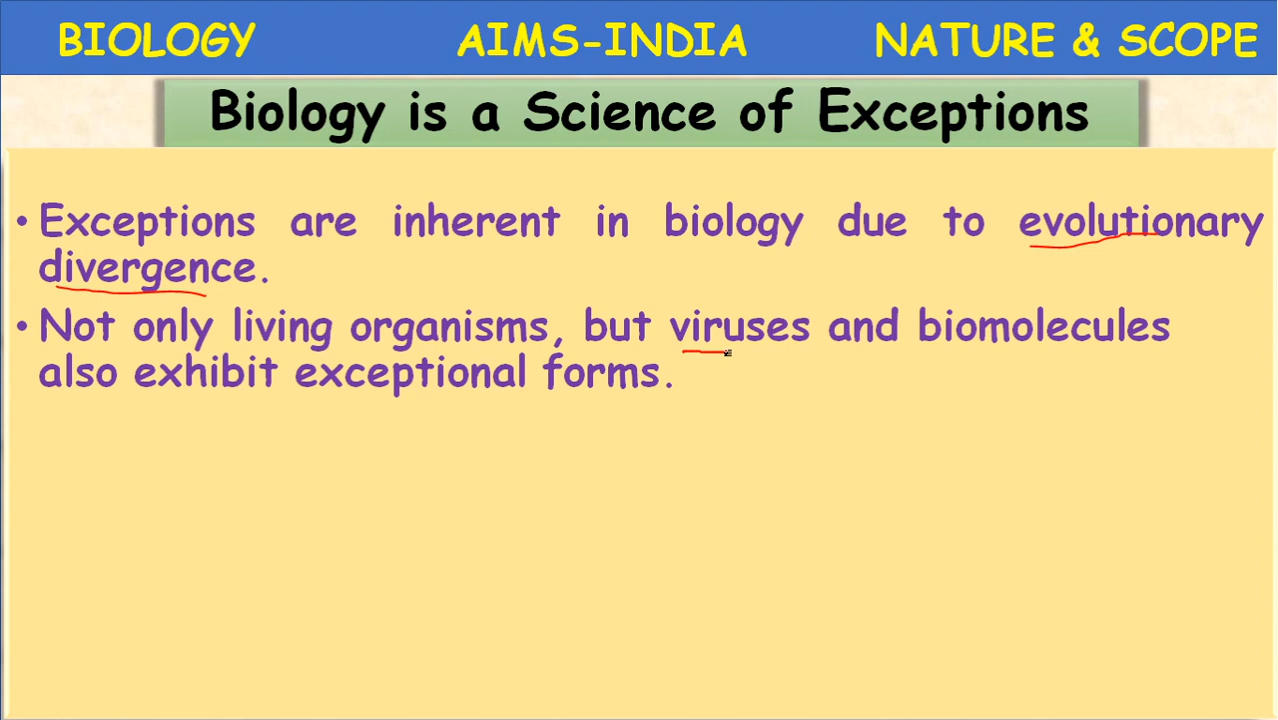 BIOLOGY AIMS-INDIA NATURE & SCOPE
Biology is a Science of Exceptions
• Exceptions are inherent in biology due to evolutionary
divergence.
• Not only living organisms, but viruses and biomolecules
also exhibit exceptional forms.